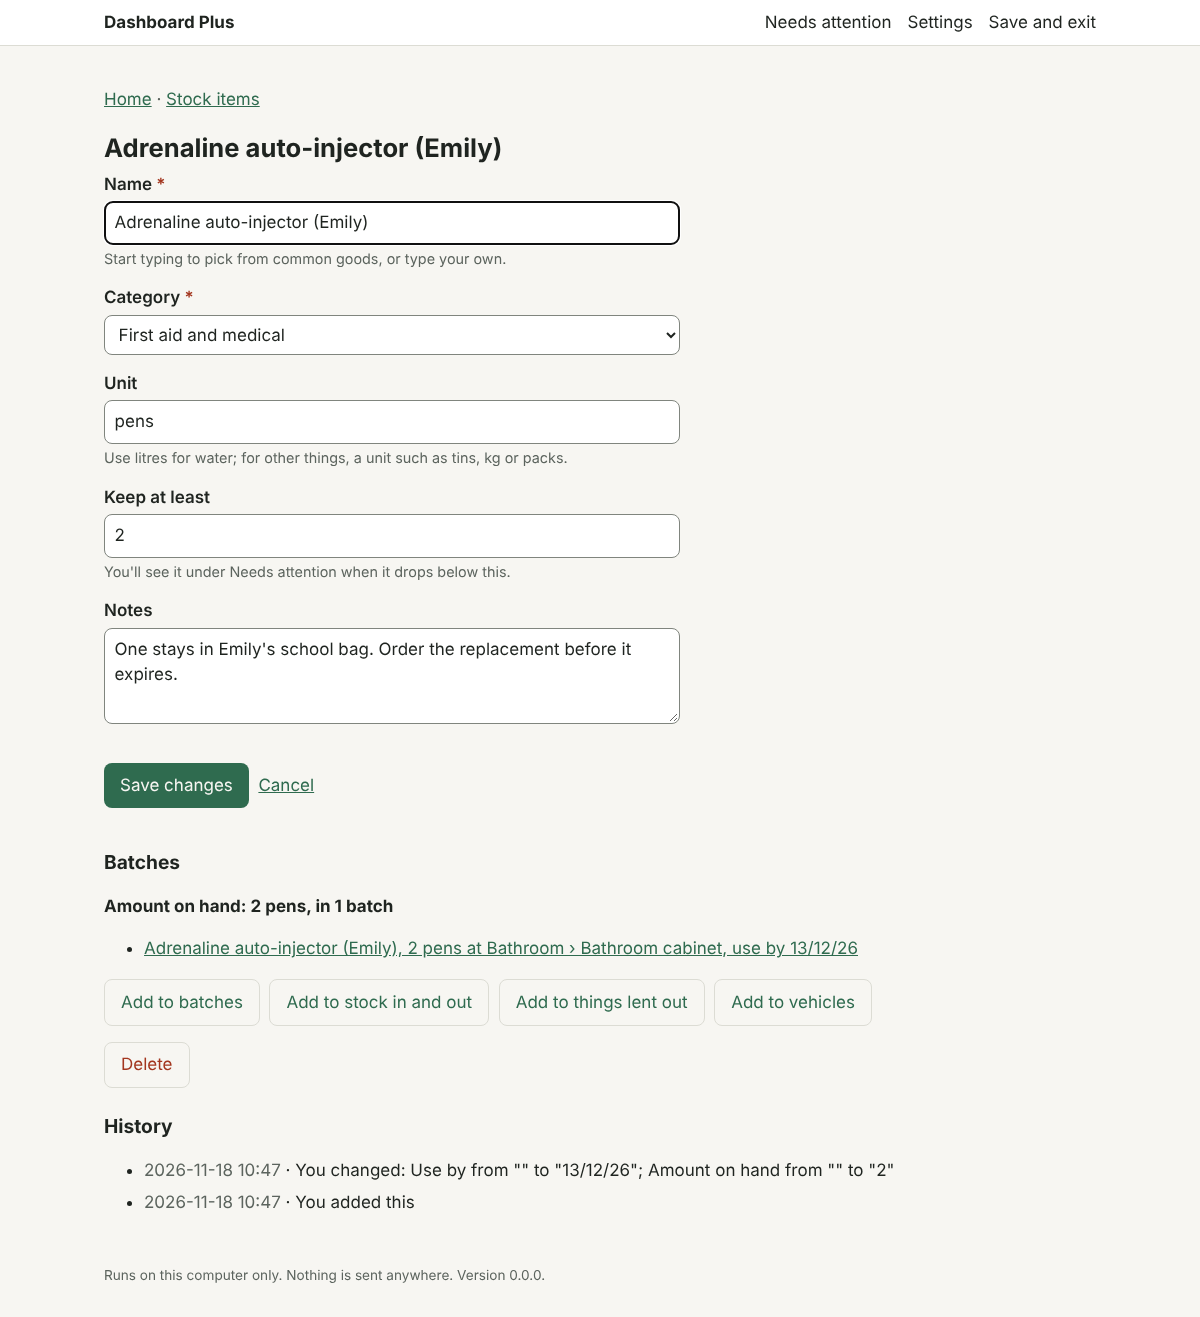 Dashboard Plus
Needs attention Settings Save and exit
Home · Stock items
Adrenaline auto-injector (Emily)
Name *
Adrenaline auto-injector (Emily)
Start typing to pick from common goods, or type your own.
Category *
First aid and medical
Unit
pens
Use litres for water; for other things, a unit such as tins, kg or packs.
Keep at least
2
You'll see it under Needs attention when it drops below this.
Notes
One stays in Emily's school bag. Order the replacement before it
expires.
Save changes Cancel
Batches
Amount on hand: 2 pens, in 1 batch
• Adrenaline auto-injector (Emily), 2 pens at Bathroom › Bathroom cabinet, use by 13/12/26
Add to batches Add to stock in and out Add to things lent out Add to vehicles
Delete
History
• 2026-11-18 10:47 · You changed: Use by from "" to "13/12/26"; Amount on hand from "" to "2"
• 2026-11-18 10:47 · You added this
Runs on this computer only. Nothing is sent anywhere. Version 0.0.0.